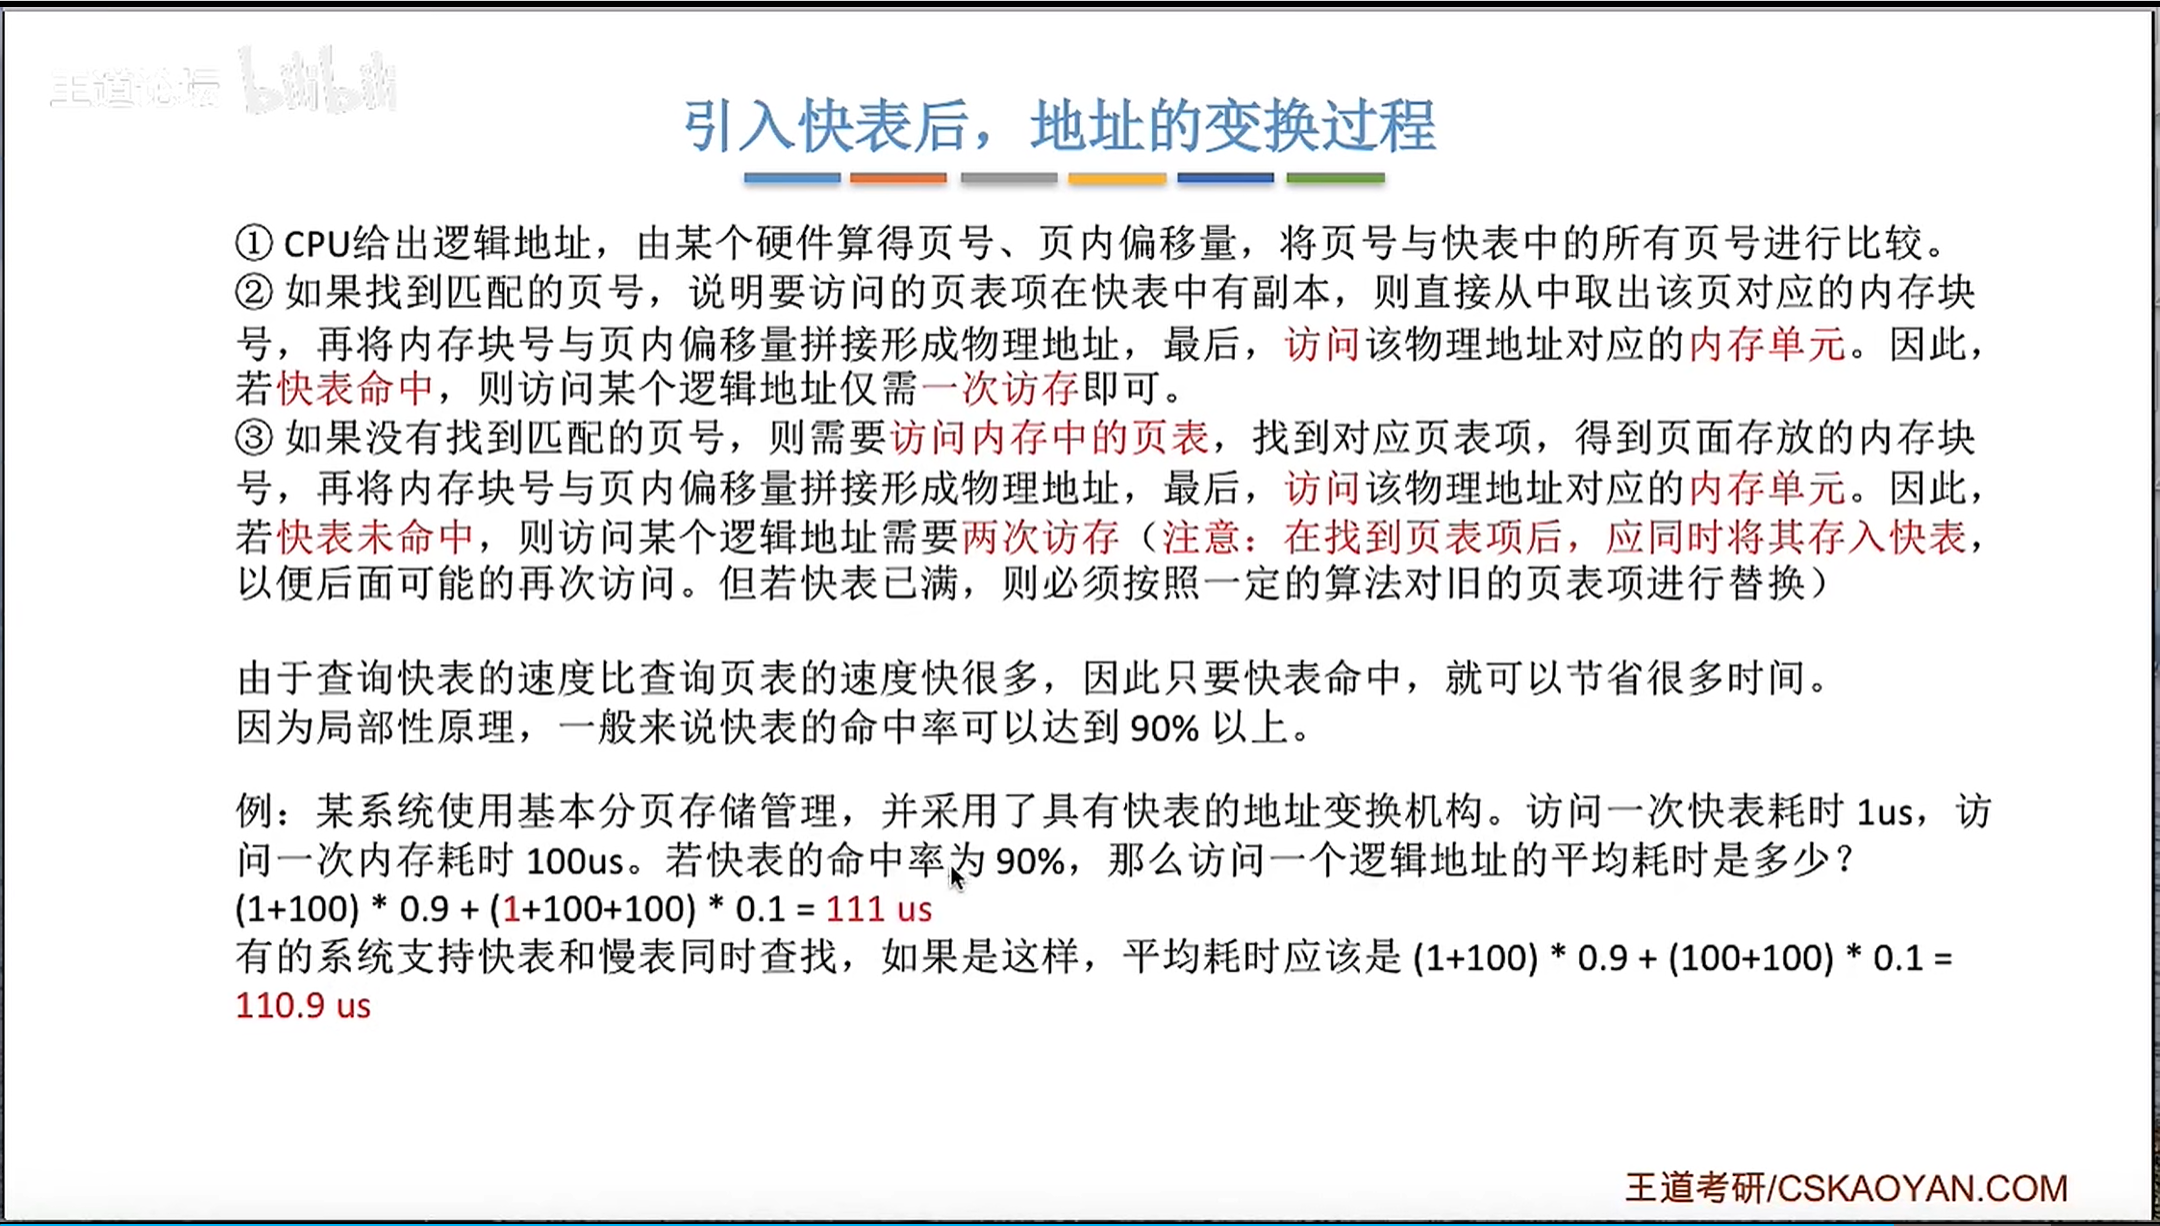 王道论坛 bilibili
引入快表后，地址的变换过程
① CPU给出逻辑地址，由某个硬件算得页号、页内偏移量，将页号与快表中的所有页号进行比较。
② 如果找到匹配的页号，说明要访问的页表项在快表中有副本，则直接从中取出该页对应的内存块
号，再将内存块号与页内偏移量拼接形成物理地址，最后，访问该物理地址对应的内存单元。因此，
若快表命中，则访问某个逻辑地址仅需一次访存即可。
③ 如果没有找到匹配的页号，则需要访问内存中的页表，找到对应页表项，得到页面存放的内存块
号，再将内存块号与页内偏移量拼接形成物理地址，最后，访问该物理地址对应的内存单元。因此，
若快表未命中，则访问某个逻辑地址需要两次访存（注意：在找到页表项后，应同时将其存入快表，
以便后面可能的再次访问。但若快表已满，则必须按照一定的算法对旧的页表项进行替换）
由于查询快表的速度比查询页表的速度快很多，因此只要快表命中，就可以节省很多时间。
因为局部性原理，一般来说快表的命中率可以达到 90% 以上。
例：某系统使用基本分页存储管理，并采用了具有快表的地址变换机构。访问一次快表耗时 1us，访
问一次内存耗时 100us。若快表的命中率为 90%，那么访问一个逻辑地址的平均耗时是多少？
(1+100) * 0.9 + (1+100+100) * 0.1 = 111 us
有的系统支持快表和慢表同时查找，如果是这样，平均耗时应该是 (1+100) * 0.9 + (100+100) * 0.1 =
110.9 us
王道考研/CSKAOYAN.COM